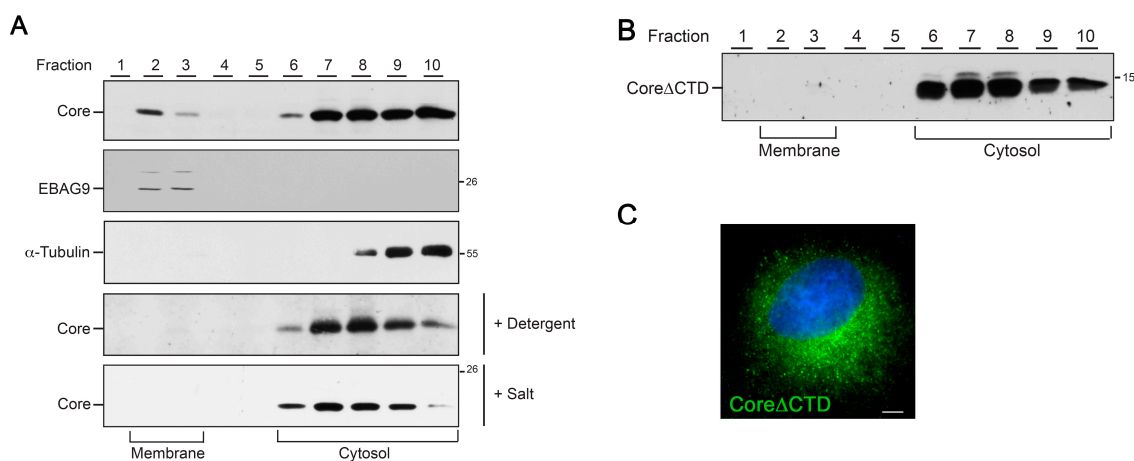 A
Fraction 1 2 3 4 5 6 7 8 9 10
Core
EBAG9
26
α-Tubulin
55
Core
+ Detergent
Core
26
+ Salt
Membrane
Cytosol
B
Fraction 1 2 3 4 5 6 7 8 9 10
CoreΔCTD
15
Membrane
Cytosol
C
CoreΔCTD